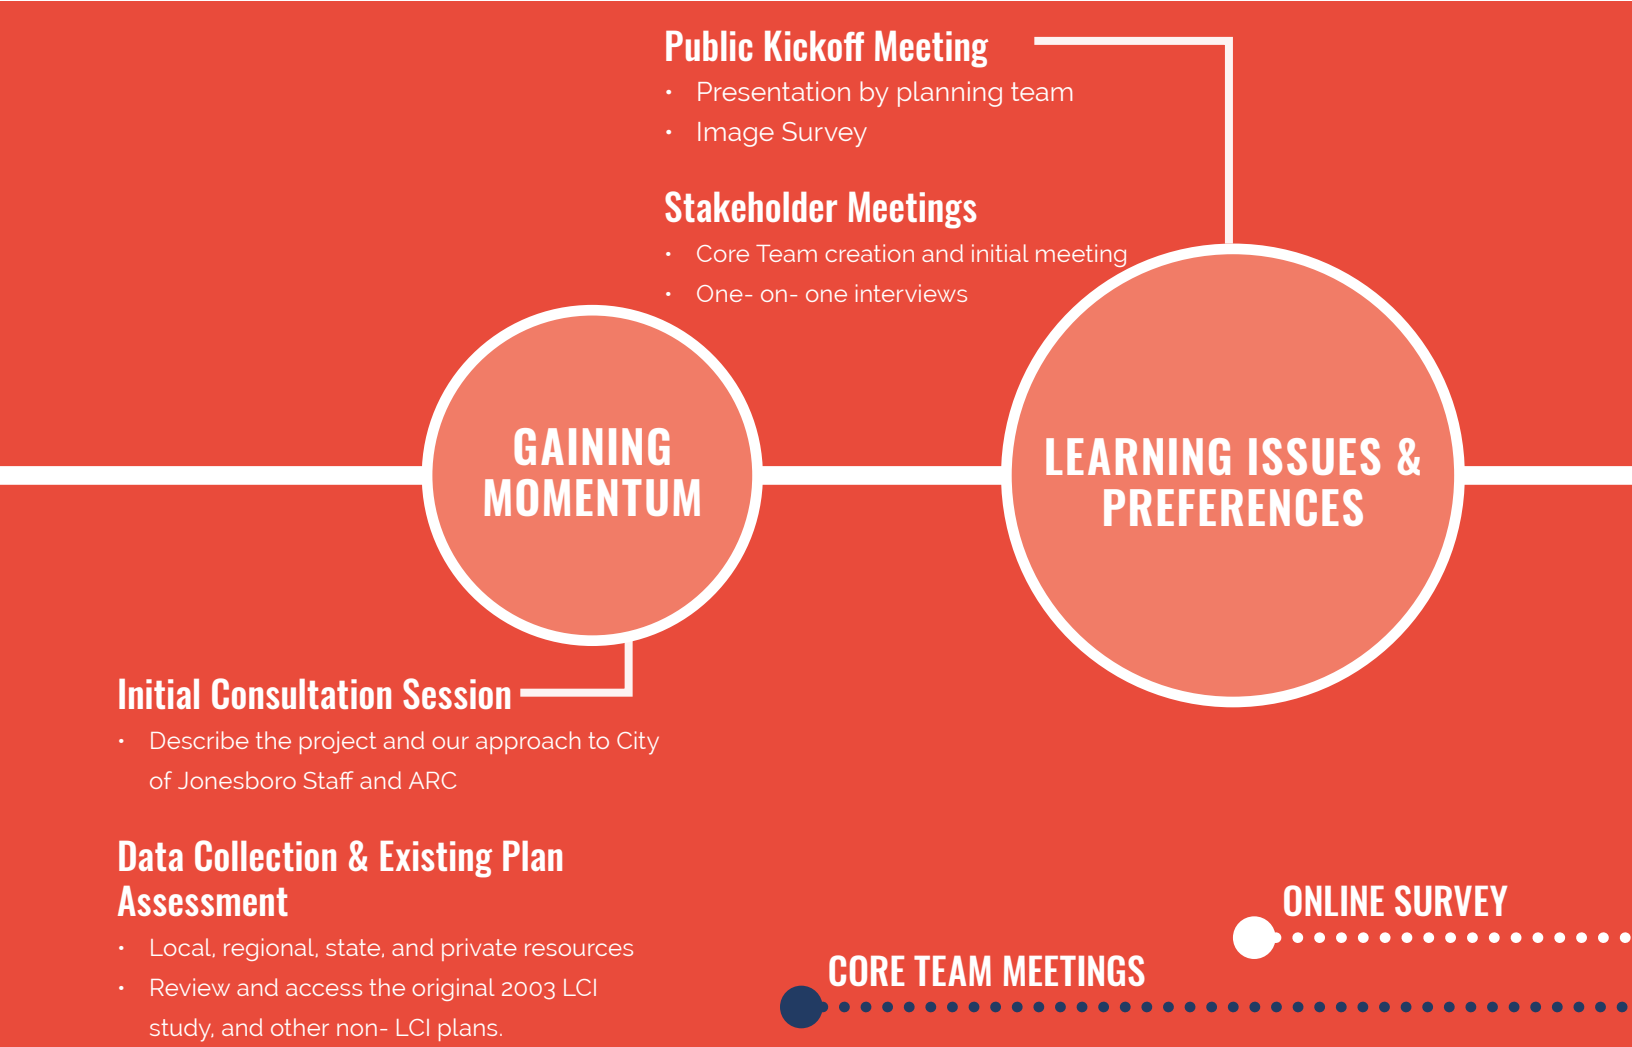 Public Kickoff Meeting
• Presentation by planning team
• Image Survey
Stakeholder Meetings
• Core Team creation and initial meeting
• One- on- one interviews
GAINING
MOMENTUM
LEARNING ISSUES &
PREFERENCES
Initial Consultation Session
• Describe the project and our approach to City
of Jonesboro Staff and ARC
Data Collection & Existing Plan
Assessment
• Local, regional, state, and private resources
• Review and access the original 2003 LCI
study, and other non- LCI plans.
ONLINE SURVEY
CORE TEAM MEETINGS